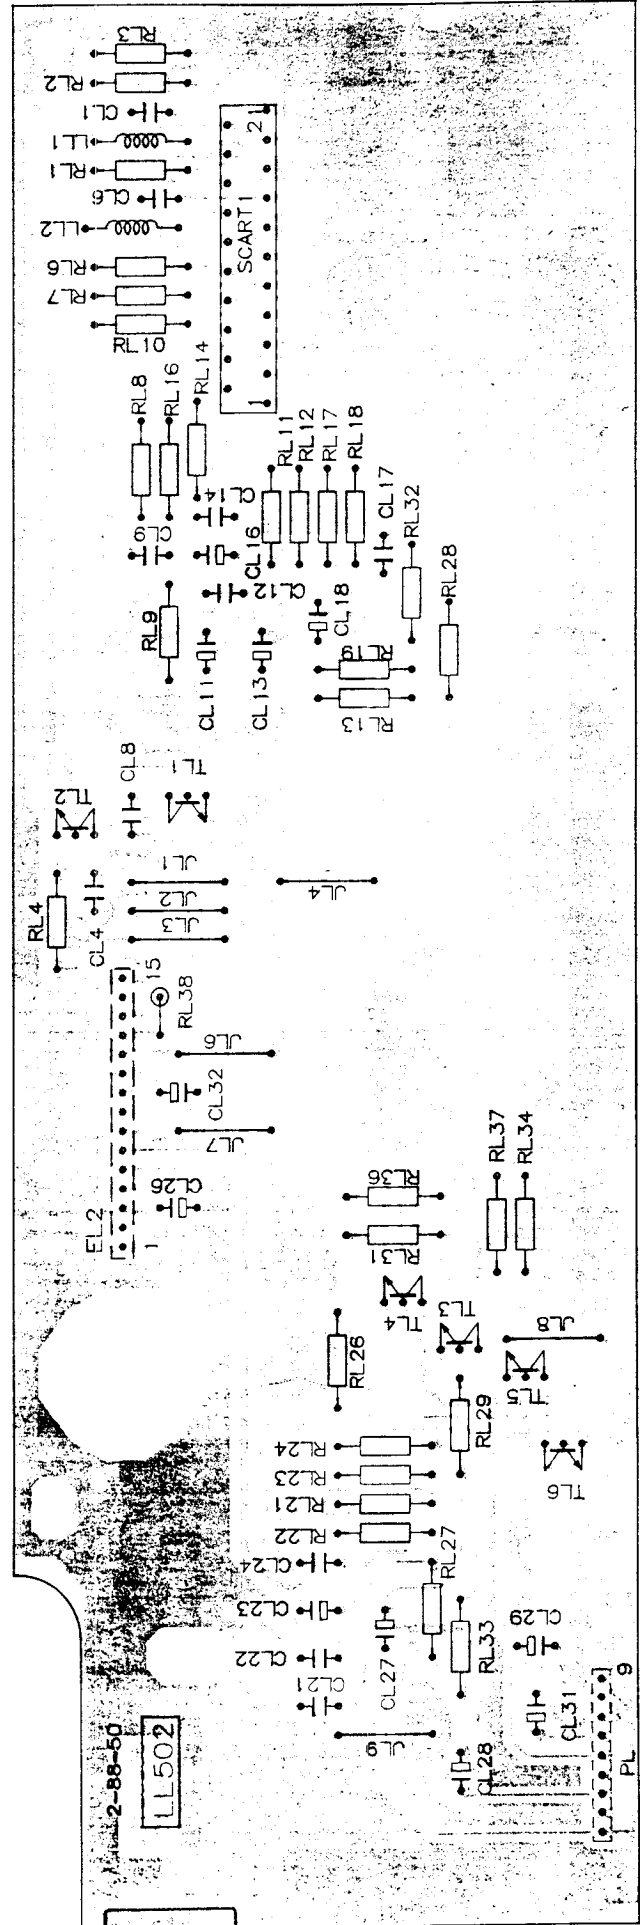 RL3
RL2
CL1
LL1
RL1
CL6
LL2
RL6
RL7
RL10
SCART1
21
1
RL8
RL16
RL14
RL11
RL12
RL17
RL18
CL14
CL9
CL16
CL17
RL32
CL12
CL18
RL28
RL9
CL11
CL13
RL19
RL13
TL2
CL8
TL1
RL4
CL4
JL1
JL2
JL3
JL4
15
RL38
JL6
CL32
JL7
CL26
EL2
1
RL36
RL31
RL37
RL34
TL4
TL3
JL8
TL5
RL26
RL29
TL6
RL24
RL23
RL21
RL22
RL27
CL24
CL23
CL22
CL21
CL27
RL33
CL29
JL9
CL28
CL31
9
PL
2-88-50
LL502